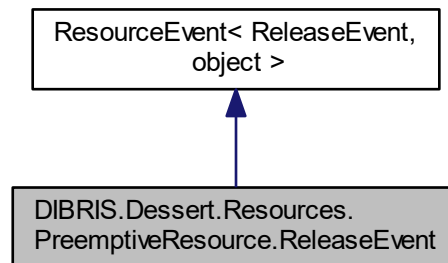 ResourceEvent< ReleaseEvent,
object >
DIBRIS.Dessert.Resources.
PreemptiveResource.ReleaseEvent